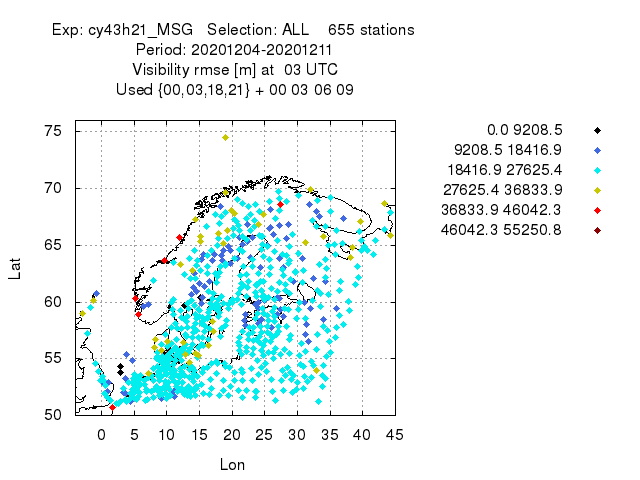 Exp: cy43h21_MSG Selection: ALL 655 stations
Period: 20201204-20201211
Visibility rmse [m] at 03 UTC
Used {00,03,18,21} + 00 03 06 09
0.0 9208.5
9208.5 18416.9
18416.9 27625.4
27625.4 36833.9
36833.9 46042.3
46042.3 55250.8
75
70
65
60
55
50
Lat
0 5 10 15 20 25 30 35 40 45
Lon